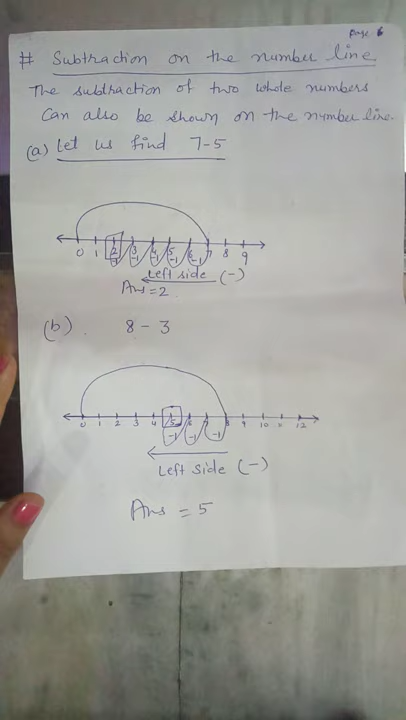 Page 6
# Subtraction on the number line
The subtraction of two whole numbers
Can also be shown on the number line.
(a) Let us find 7-5
0 1 2 3 4 5 6 7 8 9
-1 -1 -1 -1 -1
Left side (-)
Ans = 2
(b). 8 - 3
0 1 2 3 4 5 6 7 8 9 10 11 12
-1 -1 -1
Left side (-)
Ans = 5